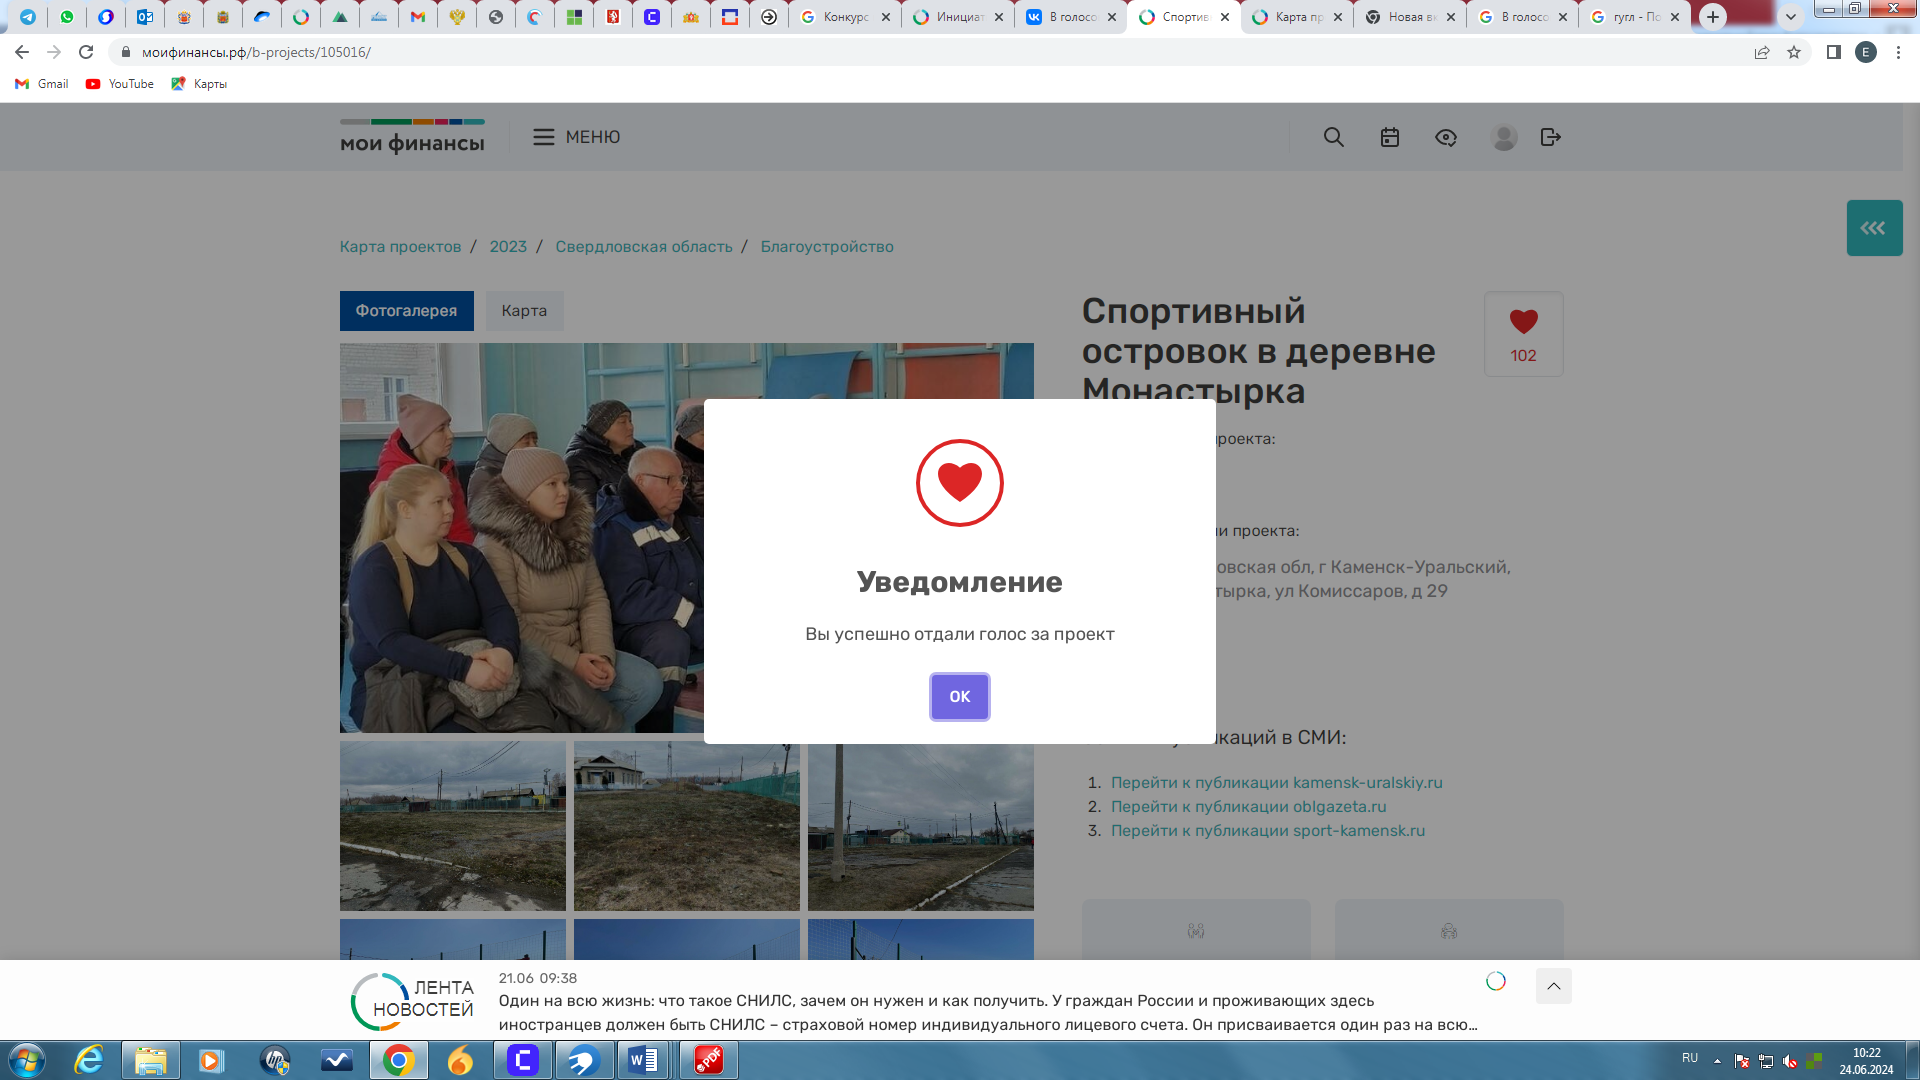 Конкурс
Инициат
В голосо
Спортив
Карта пр
Новая вк
В голосо
гугл - По
моифинансы.рф/b-projects/105016/
E
Gmail
YouTube
Карты
мои финансы
МЕНЮ
Карта проектов / 2023 / Свердловская область / Благоустройство
Фотогалерея
Карта
Спортивный
островок в деревне
Монастырка
102
проекта:
и проекта:
овская обл, г Каменск-Уральский,
тырка, ул Комиссаров, д 29
Уведомление
Вы успешно отдали голос за проект
OK
каций в СМИ:
1. Перейти к публикации kamensk-uralskiy.ru
2. Перейти к публикации oblgazeta.ru
3. Перейти к публикации sport-kamensk.ru
ЛЕНТА
НОВОСТЕЙ
21.06 09:38
Один на всю жизнь: что такое СНИЛС, зачем он нужен и как получить. У граждан России и проживающих здесь
иностранцев должен быть СНИЛС – страховой номер индивидуального лицевого счета. Он присваивается один раз на всю...
RU
10:22
24.06.2024